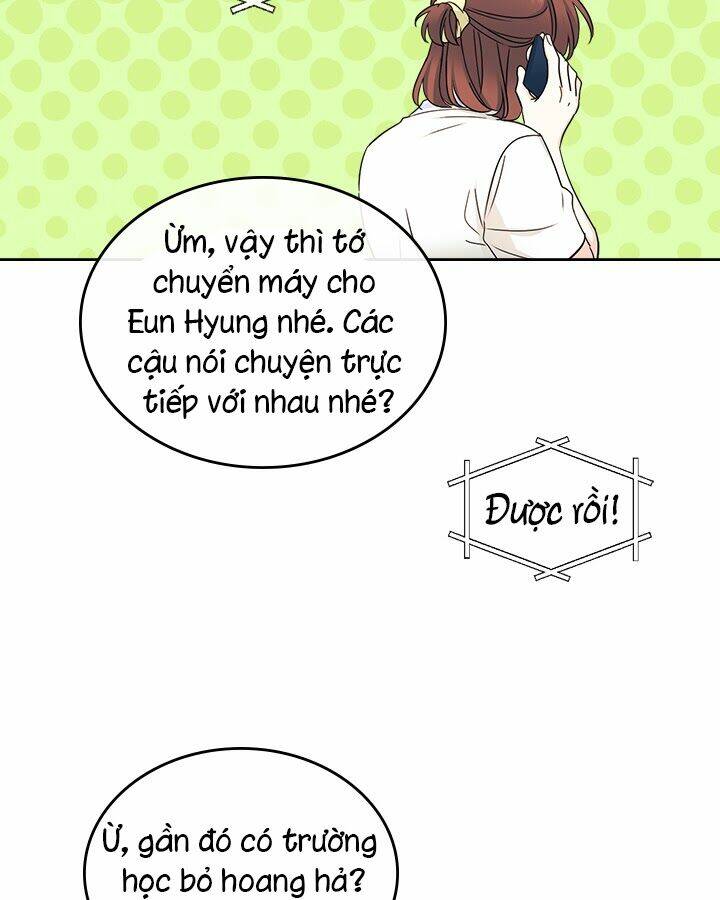 Ừm, vậy thì tớ
chuyển máy cho
Eun Hyung nhé. Các
cậu nói chuyện trực
tiếp với nhau nhé?
Được rồi!
Ừ, gần đó có trường
học bỏ hoang hả?